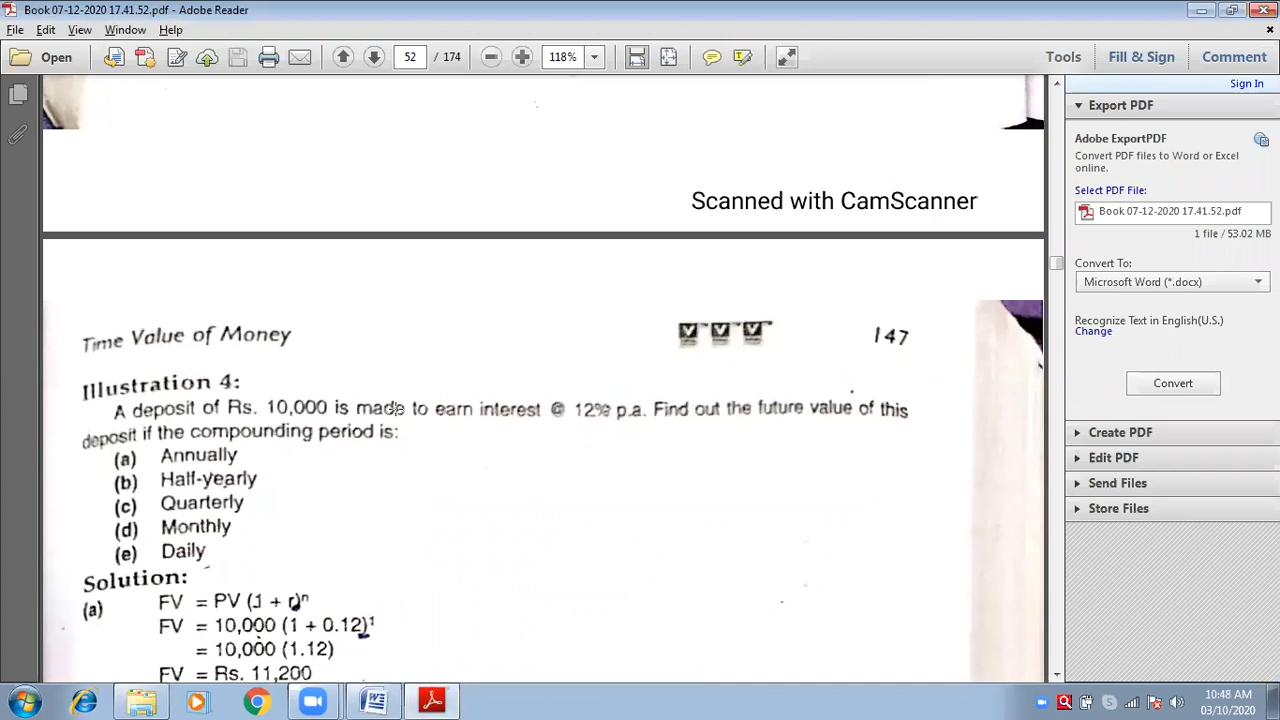 Book 07-12-2020 17.41.52.pdf - Adobe Reader
File Edit View Window Help
Open 52 / 174 118% Tools Fill & Sign Comment
Sign In
Export PDF
Adobe ExportPDF
Convert PDF files to Word or Excel
online.
Select PDF File:
Book 07-12-2020 17.41.52.pdf
1 file / 53.02 MB
Convert To:
Microsoft Word (*.docx)
Recognize Text in English(U.S.)
Change
Convert
Create PDF
Edit PDF
Send Files
Store Files
Scanned with CamScanner
Time Value of Money 147
Illustration 4:
A deposit of Rs. 10,000 is made to earn interest @ 12% p.a. Find out the future value of this
deposit if the compounding period is:
(a) Annually
(b) Half-yearly
(c) Quarterly
(d) Monthly
(e) Daily
Solution:
(a) FV = PV (1 + r)ⁿ
FV = 10,000 (1 + 0.12)¹
= 10,000 (1.12)
FV = Rs. 11,200
10:48 AM
03/10/2020